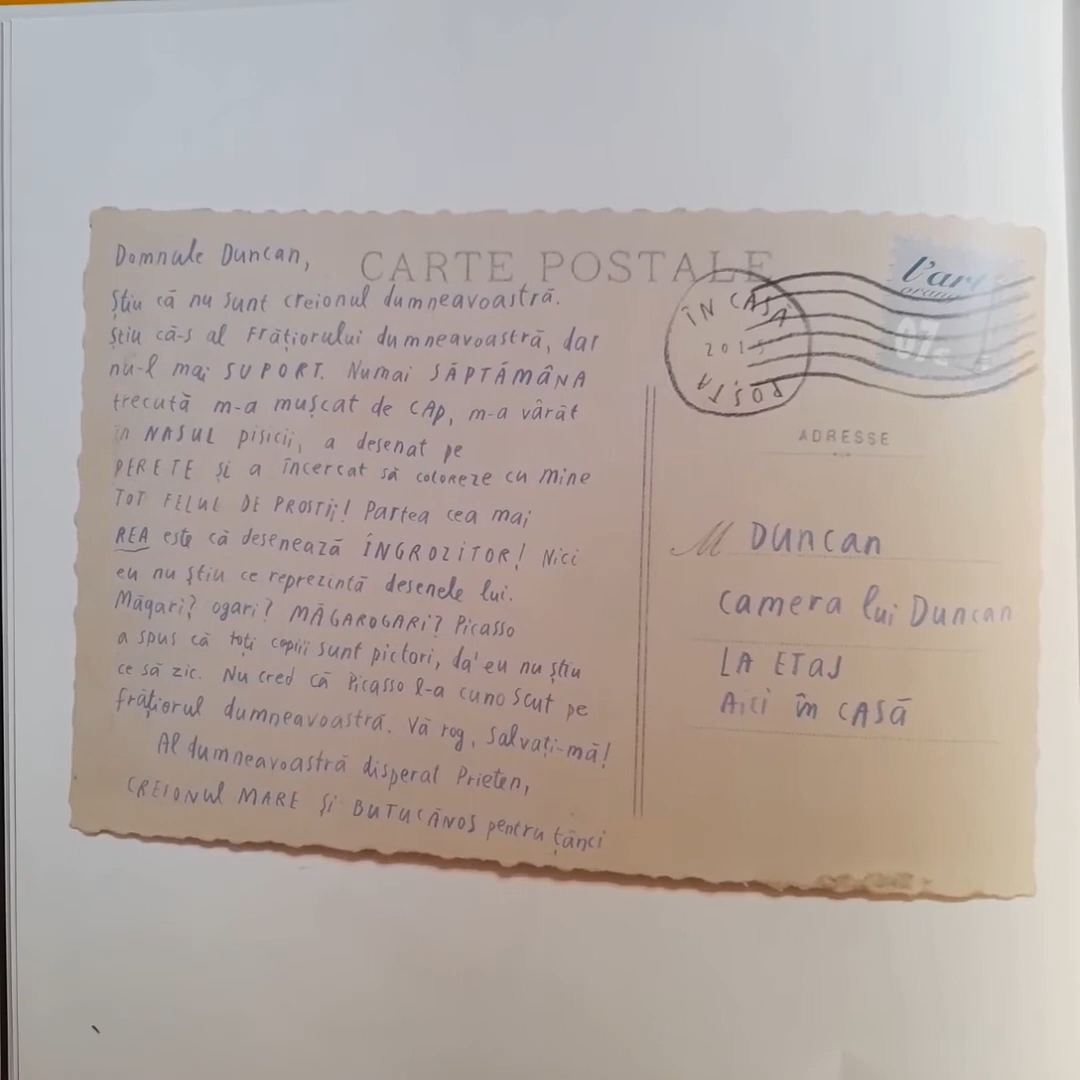 CARTE POSTALE
Domnule Duncan,
Știu că nu sunt creionul dumneavoastră.
Știu că-s al frățiorului dumneavoastră, dar
nu-l mai SUPORT. Numai SĂPTĂMÂNA
trecută m-a mușcat de CAP, m-a vârât
în NASUL pisicii, a desenat pe
PERETE și a încercat să coloreze cu mine
TOT FELUL DE PROSTII! Partea cea mai
REA este că desenează ÎNGROZITOR! Nici
eu nu știu ce reprezintă desenele lui.
Măgari? ogari? MĂGAROGARI? Picasso
a spus că toți copiii sunt pictori, da' eu nu știu
ce să zic. Nu cred că Picasso l-a cunoscut pe
frățiorul dumneavoastră. Vă rog, salvați-mă!
Al dumneavoastră disperat Prieten,
CREIONUL MARE și BUTUCĂNOS pentru țânci
l'art
07c
ÎN CASĂ
2015
POȘTA
ADRESSE
M Duncan
camera lui Duncan
LA ETAJ
Aici în CASĂ